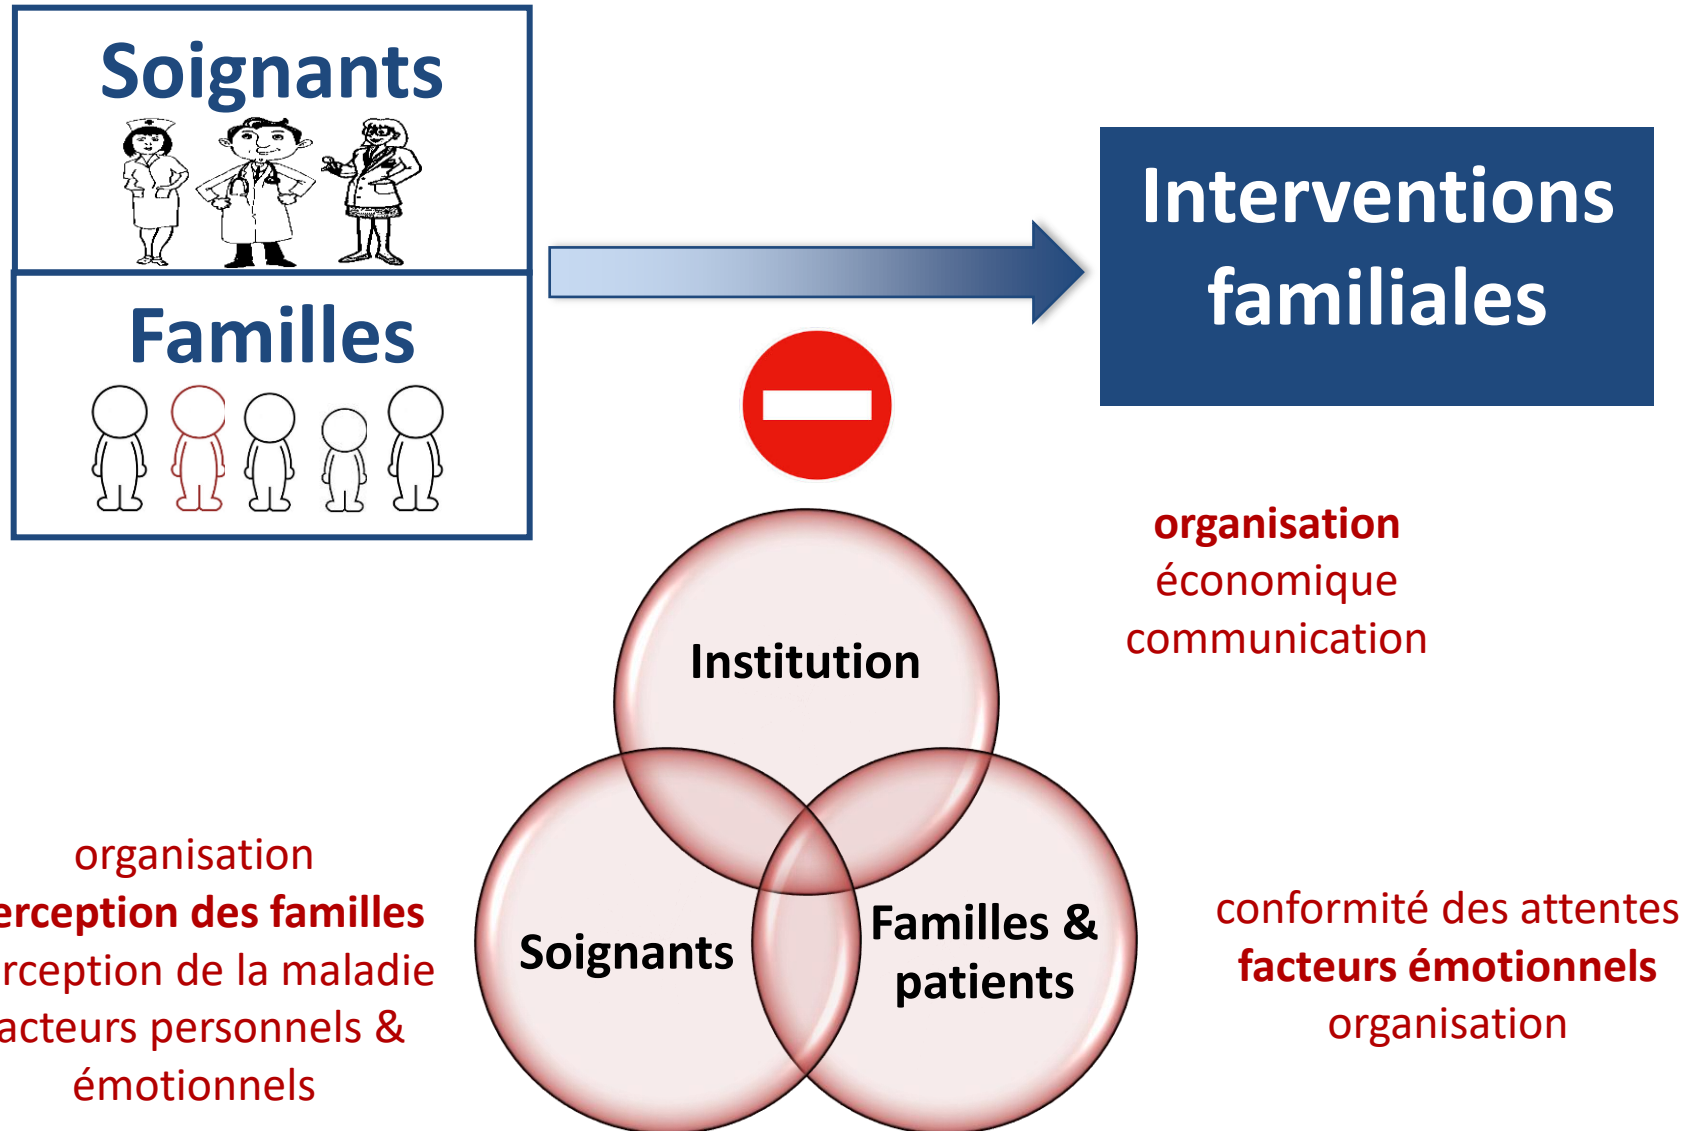 Soignants
Familles
Interventions
familiales
organisation
économique
communication
Institution
organisation
erception des familles
rception de la maladie
acteurs personnels &
émotionnels
Soignants
Familles &
patients
conformité des attentes
facteurs émotionnels
organisation